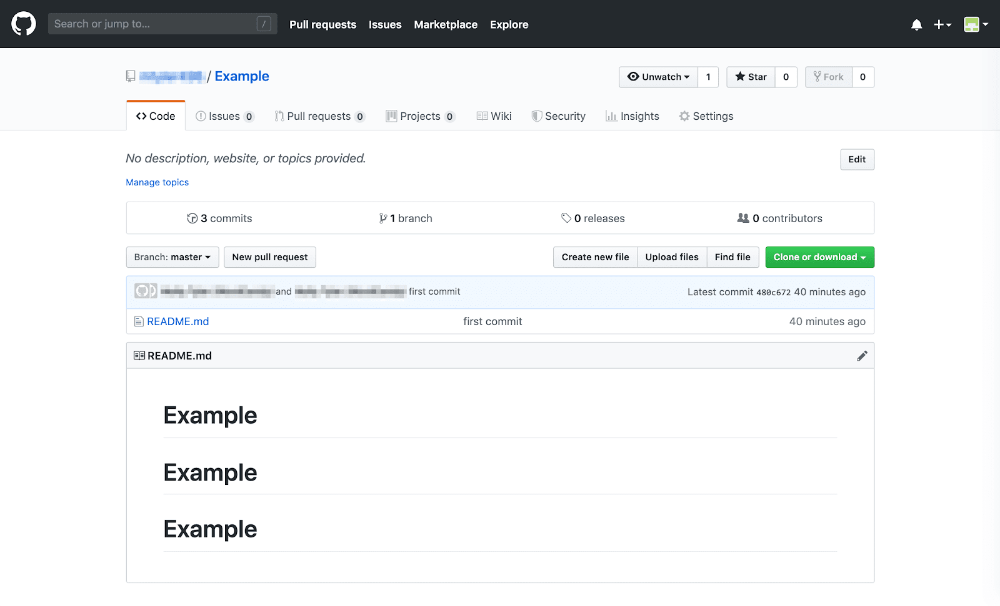 Search or jump to... / Pull requests Issues Marketplace Explore
/ Example Unwatch 1 Star 0 Fork 0
Code Issues 0 Pull requests 0 Projects 0 Wiki Security Insights Settings
No description, website, or topics provided. Edit
Manage topics
3 commits 1 branch 0 releases 0 contributors
Branch: master New pull request Create new file Upload files Find file Clone or download
and first commit Latest commit 480c672 40 minutes ago
README.md first commit 40 minutes ago
README.md
Example
Example
Example